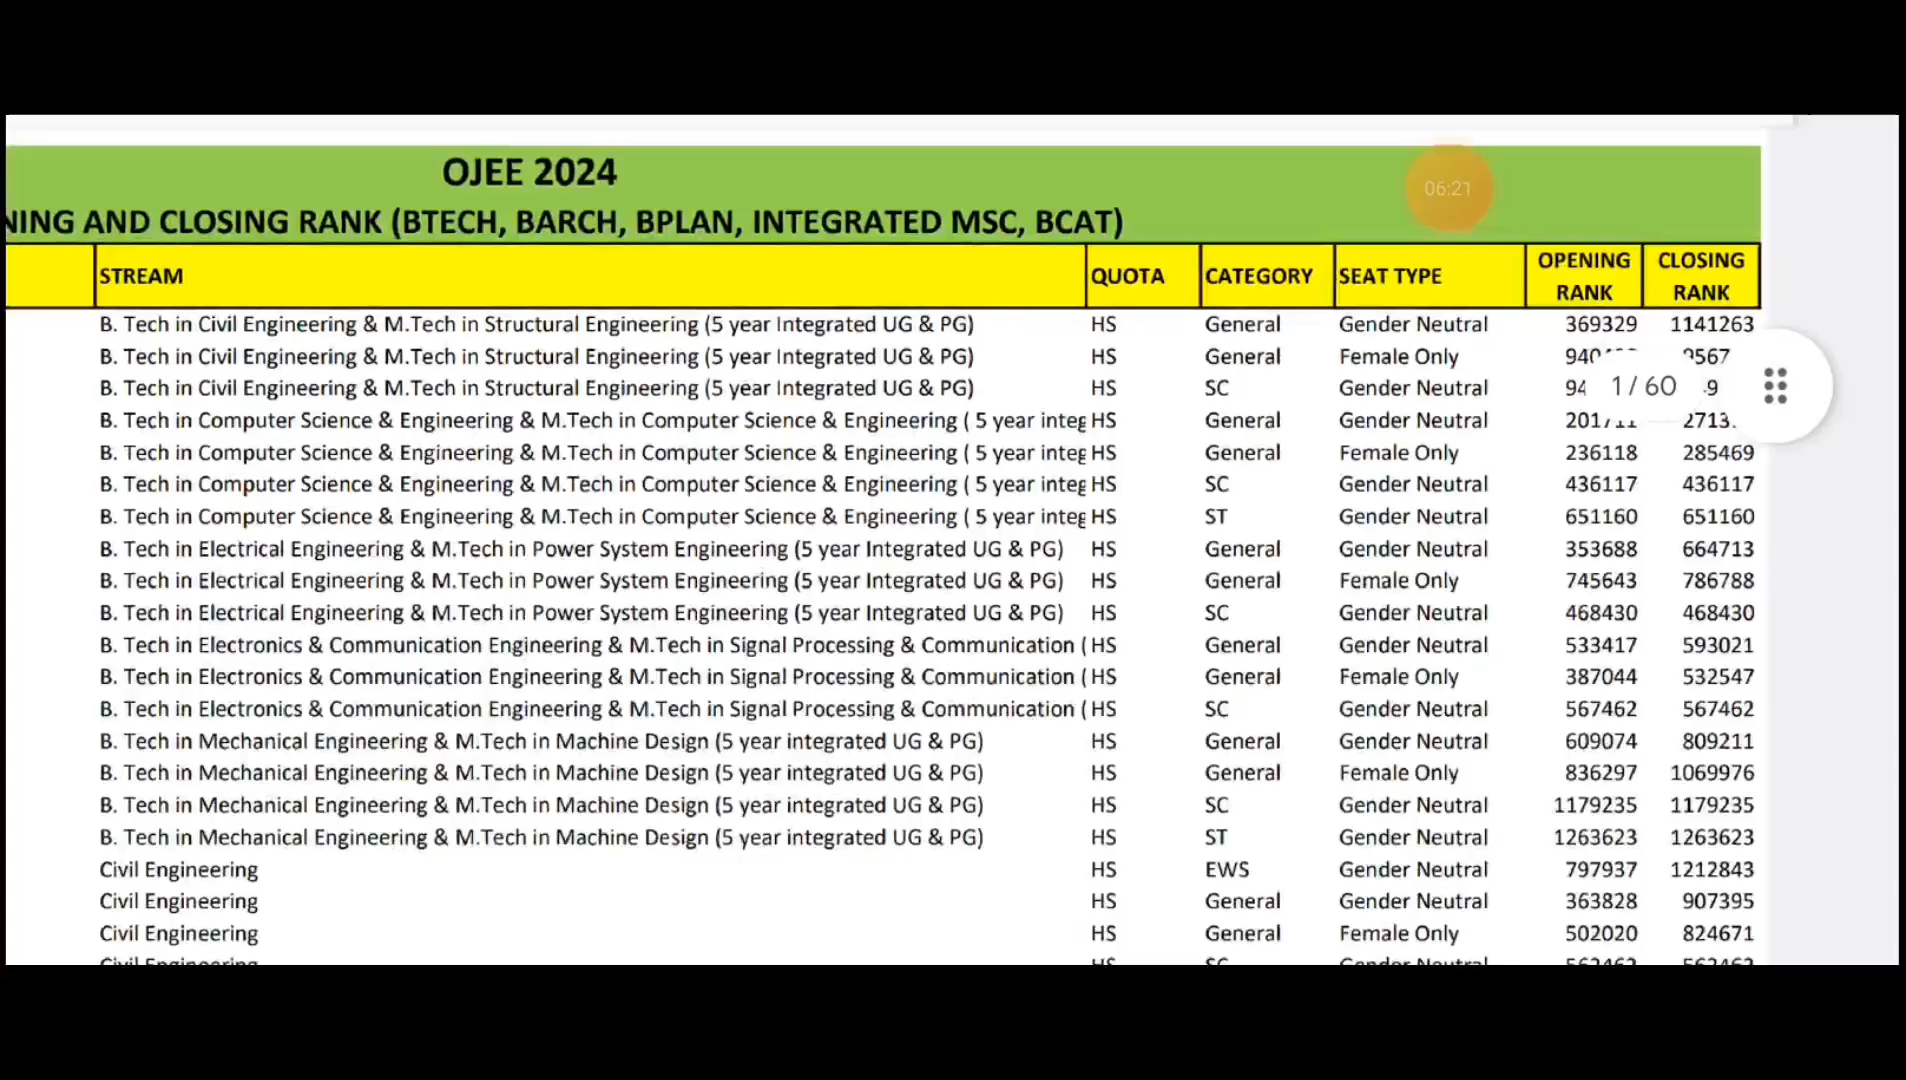 OJEE 2024
06:21
NING AND CLOSING RANK (BTECH, BARCH, BPLAN, INTEGRATED MSC, BCAT)
STREAM QUOTA CATEGORY SEAT TYPE OPENING RANK CLOSING RANK
B. Tech in Civil Engineering & M.Tech in Structural Engineering (5 year Integrated UG & PG) HS General Gender Neutral 369329 1141263
B. Tech in Civil Engineering & M.Tech in Structural Engineering (5 year Integrated UG & PG) HS General Female Only
B. Tech in Civil Engineering & M.Tech in Structural Engineering (5 year Integrated UG & PG) HS SC Gender Neutral
1 / 60
B. Tech in Computer Science & Engineering & M.Tech in Computer Science & Engineering ( 5 year integ HS General Gender Neutral
B. Tech in Computer Science & Engineering & M.Tech in Computer Science & Engineering ( 5 year integ HS General Female Only 236118 285469
B. Tech in Computer Science & Engineering & M.Tech in Computer Science & Engineering ( 5 year integ HS SC Gender Neutral 436117 436117
B. Tech in Computer Science & Engineering & M.Tech in Computer Science & Engineering ( 5 year integ HS ST Gender Neutral 651160 651160
B. Tech in Electrical Engineering & M.Tech in Power System Engineering (5 year Integrated UG & PG) HS General Gender Neutral 353688 664713
B. Tech in Electrical Engineering & M.Tech in Power System Engineering (5 year Integrated UG & PG) HS General Female Only 745643 786788
B. Tech in Electrical Engineering & M.Tech in Power System Engineering (5 year Integrated UG & PG) HS SC Gender Neutral 468430 468430
B. Tech in Electronics & Communication Engineering & M.Tech in Signal Processing & Communication ( HS General Gender Neutral 533417 593021
B. Tech in Electronics & Communication Engineering & M.Tech in Signal Processing & Communication ( HS General Female Only 387044 532547
B. Tech in Electronics & Communication Engineering & M.Tech in Signal Processing & Communication ( HS SC Gender Neutral 567462 567462
B. Tech in Mechanical Engineering & M.Tech in Machine Design (5 year integrated UG & PG) HS General Gender Neutral 609074 809211
B. Tech in Mechanical Engineering & M.Tech in Machine Design (5 year integrated UG & PG) HS General Female Only 836297 1069976
B. Tech in Mechanical Engineering & M.Tech in Machine Design (5 year integrated UG & PG) HS SC Gender Neutral 1179235 1179235
B. Tech in Mechanical Engineering & M.Tech in Machine Design (5 year integrated UG & PG) HS ST Gender Neutral 1263623 1263623
Civil Engineering HS EWS Gender Neutral 797937 1212843
Civil Engineering HS General Gender Neutral 363828 907395
Civil Engineering HS General Female Only 502020 824671
Civil Engineering HS SC Gender Neutral